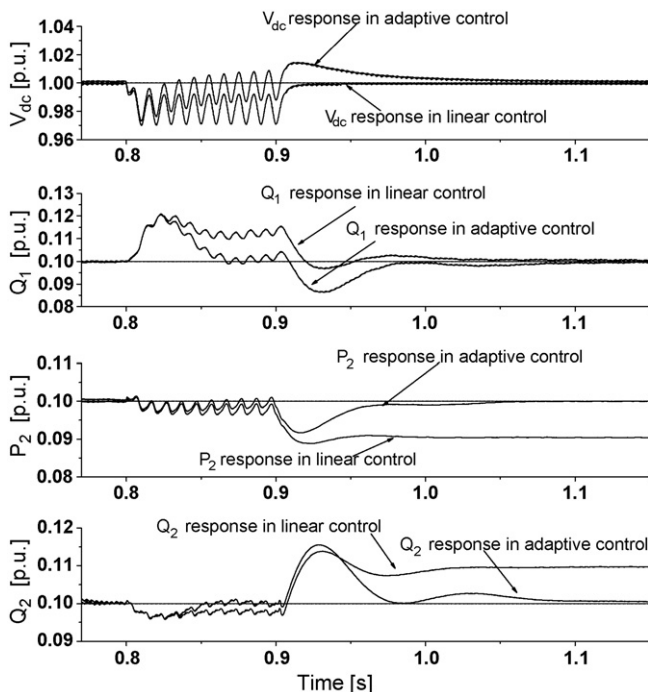 V_dc response in adaptive control
1.04
1.02
1.00
0.98
0.96
V_dc [p.u.]
V_dc response in linear control
0.8 0.9 1.0 1.1
Q_1 response in linear control
Q_1 response in adaptive control
0.13
0.12
0.11
0.10
0.09
0.08
Q_1 [p.u.]
0.8 0.9 1.0 1.1
P_2 response in adaptive control
0.11
0.10
0.09
0.08
P_2 [p.u.]
P_2 response in linear control
0.8 0.9 1.0 1.1
Q_2 response in linear control
Q_2 response in adaptive control
0.12
0.11
0.10
0.09
Q_2 [p.u.]
0.8 0.9 1.0 1.1
Time [s]